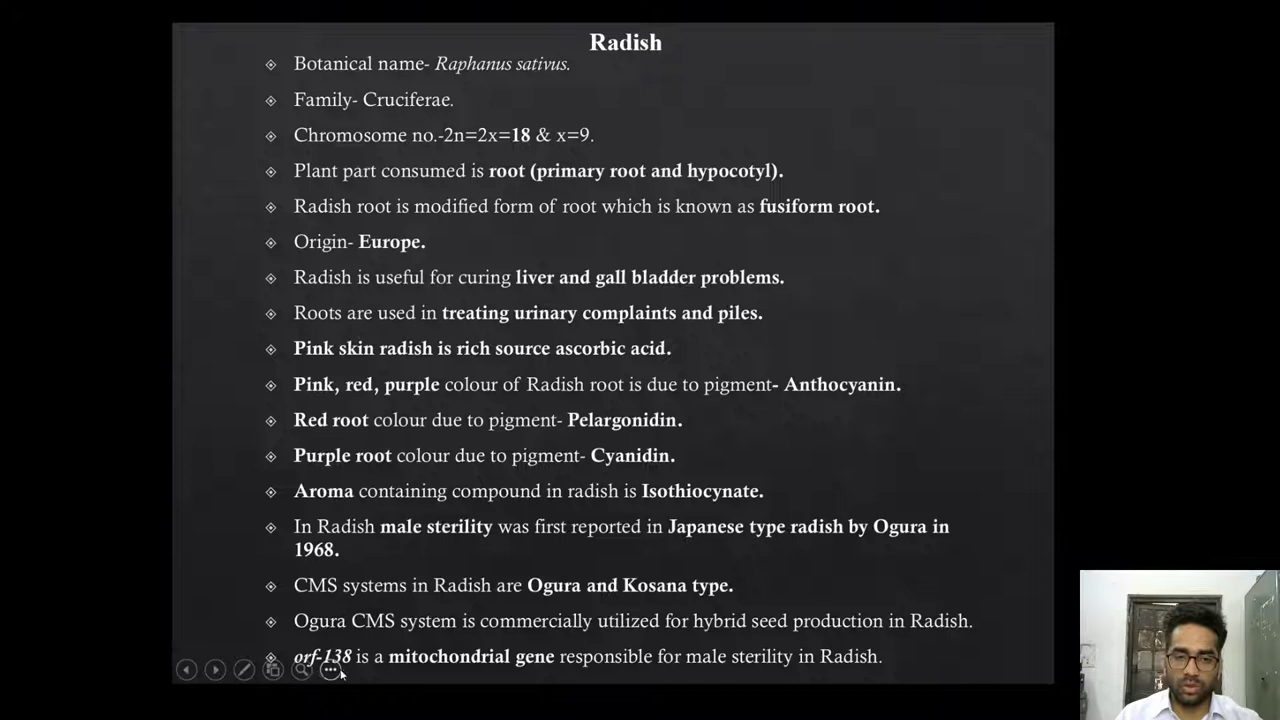 Radish
Botanical name- Raphanus sativus.
Family- Cruciferae.
Chromosome no.-2n=2x=18 & x=9.
Plant part consumed is root (primary root and hypocotyl).
Radish root is modified form of root which is known as fusiform root.
Origin- Europe.
Radish is useful for curing liver and gall bladder problems.
Roots are used in treating urinary complaints and piles.
Pink skin radish is rich source ascorbic acid.
Pink, red, purple colour of Radish root is due to pigment- Anthocyanin.
Red root colour due to pigment- Pelargonidin.
Purple root colour due to pigment- Cyanidin.
Aroma containing compound in radish is Isothiocynate.
In Radish male sterility was first reported in Japanese type radish by Ogura in
1968.
CMS systems in Radish are Ogura and Kosana type.
Ogura CMS system is commercially utilized for hybrid seed production in Radish.
orf-138 is a mitochondrial gene responsible for male sterility in Radish.